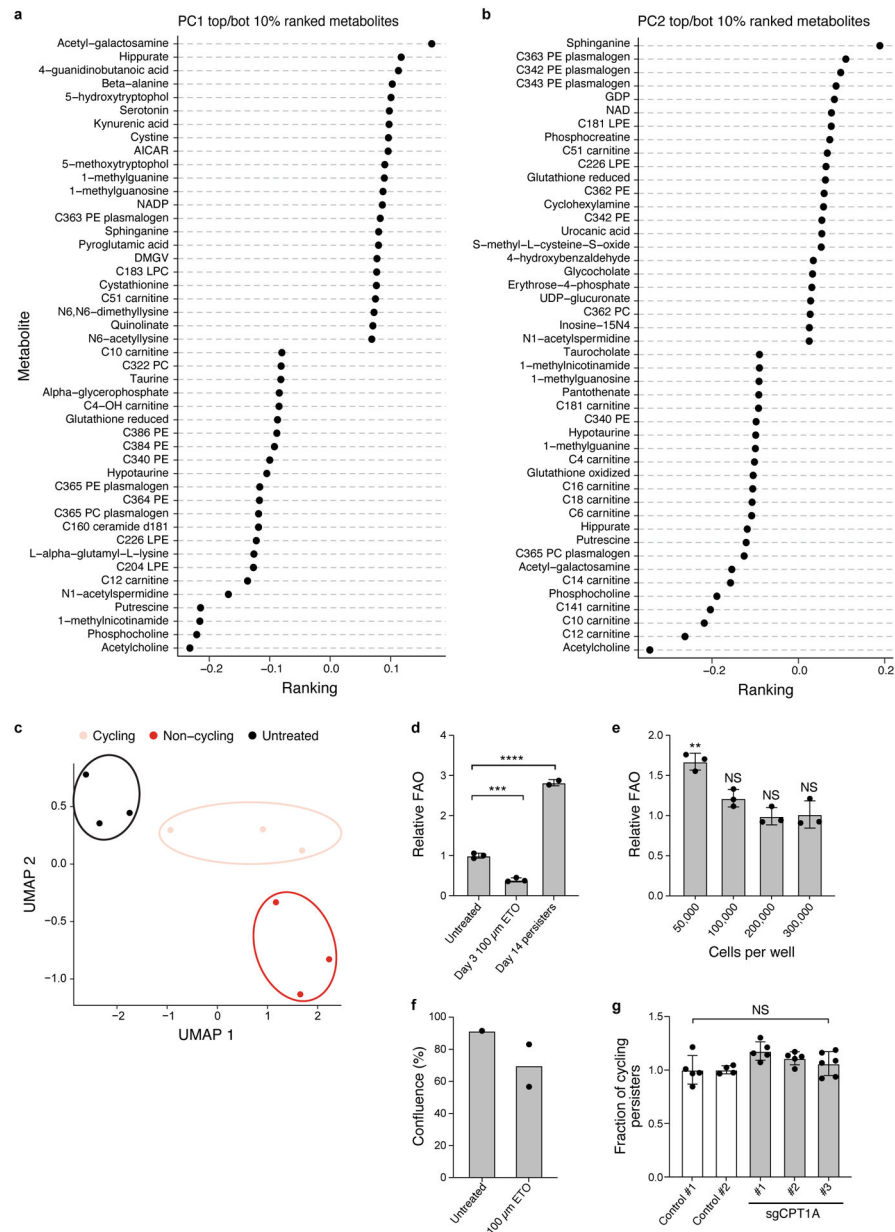 a
PC1 top/bot 10% ranked metabolites
Acetyl-galactosamine
Hippurate
4-guanidinobutanoic acid
Beta-alanine
5-hydroxytryptophol
Serotonin
Kynurenic acid
Cystine
AICAR
5-methoxytryptophol
1-methylguanine
1-methylguanosine
NADP
C363 PE plasmalogen
Sphinganine
Pyroglutamic acid
DMGV
C183 LPC
Cystathionine
C51 carnitine
N6,N6-dimethyllysine
Quinolinate
N6-acetyllysine
C10 carnitine
C322 PC
Taurine
Alpha-glycerophosphate
C4-OH carnitine
Glutathione reduced
C386 PE
C384 PE
C340 PE
Hypotaurine
C365 PE plasmalogen
C364 PE
C365 PC plasmalogen
C160 ceramide d181
C226 LPE
L-alpha-glutamyl-L-lysine
C204 LPE
C12 carnitine
N1-acetylspermidine
Putrescine
1-methylnicotinamide
Phosphocholine
Acetylcholine
Metabolite
−0.2 −0.1 0.0 0.1
Ranking
b
PC2 top/bot 10% ranked metabolites
Sphinganine
C363 PE plasmalogen
C342 PE plasmalogen
C343 PE plasmalogen
GDP
NAD
C181 LPE
Phosphocreatine
C51 carnitine
C226 LPE
Glutathione reduced
C362 PE
Cyclohexylamine
C342 PE
Urocanic acid
S-methyl-L-cysteine-S-oxide
4-hydroxybenzaldehyde
Glycocholate
Erythrose-4-phosphate
UDP-glucuronate
C362 PC
Inosine-15N4
N1-acetylspermidine
Taurocholate
1-methylnicotinamide
1-methylguanosine
Pantothenate
C181 carnitine
C340 PE
Hypotaurine
1-methylguanine
C4 carnitine
Glutathione oxidized
C16 carnitine
C18 carnitine
C6 carnitine
Hippurate
Putrescine
C365 PC plasmalogen
Acetyl-galactosamine
C14 carnitine
Phosphocholine
C141 carnitine
C10 carnitine
C12 carnitine
Acetylcholine
−0.2 0.0 0.2
Ranking
c
Cycling Non-cycling Untreated
0.5
0.0
−0.5
−1.0
UMAP 2
−2 −1 0 1 2
UMAP 1
d
4
3
2
1
0
Relative FAO
****
***
Untreated
Day 3 100 µm ETO
Day 14 persisters
e
2.0
1.5
1.0
0.5
0
Relative FAO
**
NS
NS
NS
50,000
100,000
200,000
300,000
Cells per well
f
100
80
60
40
20
0
Confluence (%)
Untreated
100 µm ETO
g
1.5
1.0
0.5
0.0
Fraction of cycling
persisters
NS
Control #1
Control #2
#1
#2
#3
sgCPT1A